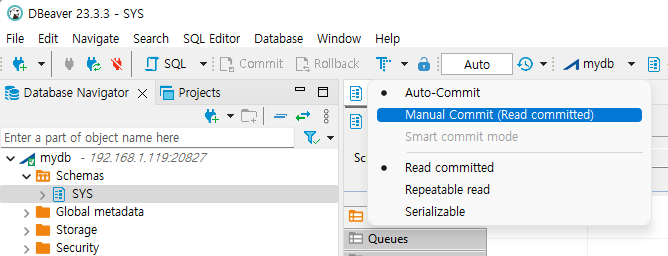 DBeaver 23.3.3 - SYS
File Edit Navigate Search SQL Editor Database Window Help
SQL Commit Rollback Auto mydb
Database Navigator Projects
Enter a part of object name here
mydb - 192.168.1.119:20827
Schemas
SYS
Global metadata
Storage
Security
Auto-Commit
Manual Commit (Read committed)
Smart commit mode
Read committed
Repeatable read
Serializable
Queues